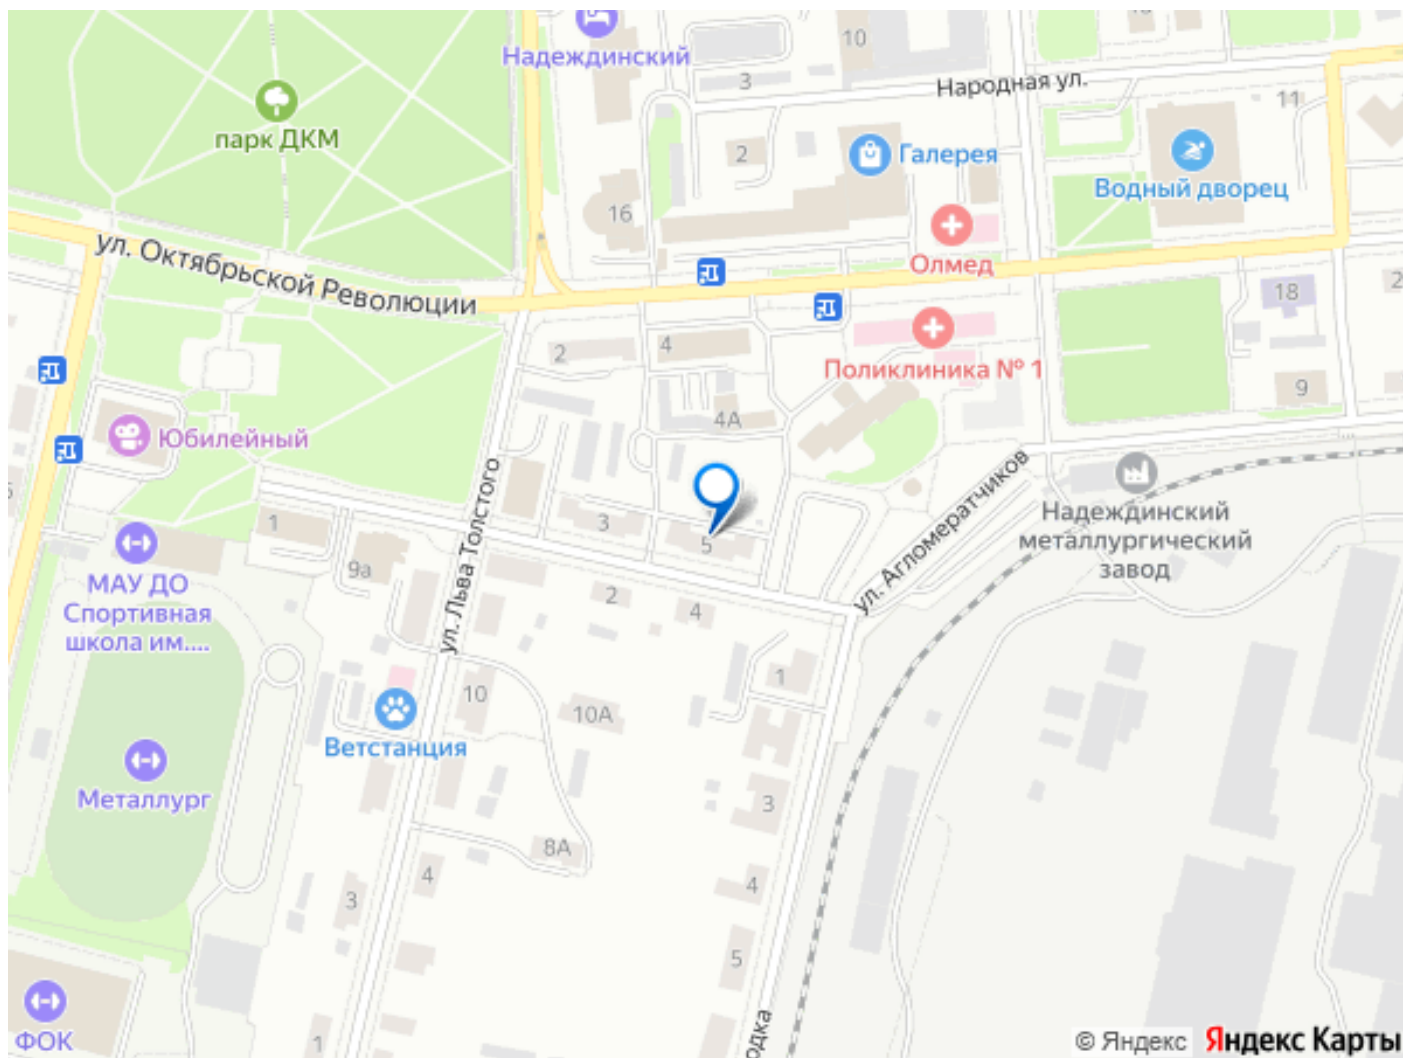 Надеждинский
10
3
Народная ул.
11
парк ДКМ
2
Галерея
Водный дворец
16
Олмед
ул. Октябрьской Революции
18
2
2
4
Поликлиника № 1
9
4А
Юбилейный
ул. Льва Толстого
ул. Агломератчиков
1
3
5
Надеждинский
металлургический
завод
9а
МАУ ДО
Спортивная
школа им....
2
4
1
10
10А
Ветстанция
Металлург
3
8А
4
3
4
5
ФОК
1
одка
© Яндекс Яндекс Карты